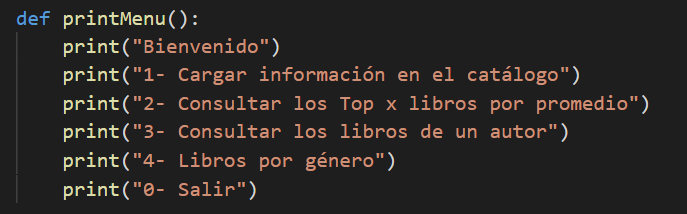 def printMenu():
    print("Bienvenido")
    print("1- Cargar información en el catálogo")
    print("2- Consultar los Top x libros por promedio")
    print("3- Consultar los libros de un autor")
    print("4- Libros por género")
    print("0- Salir")